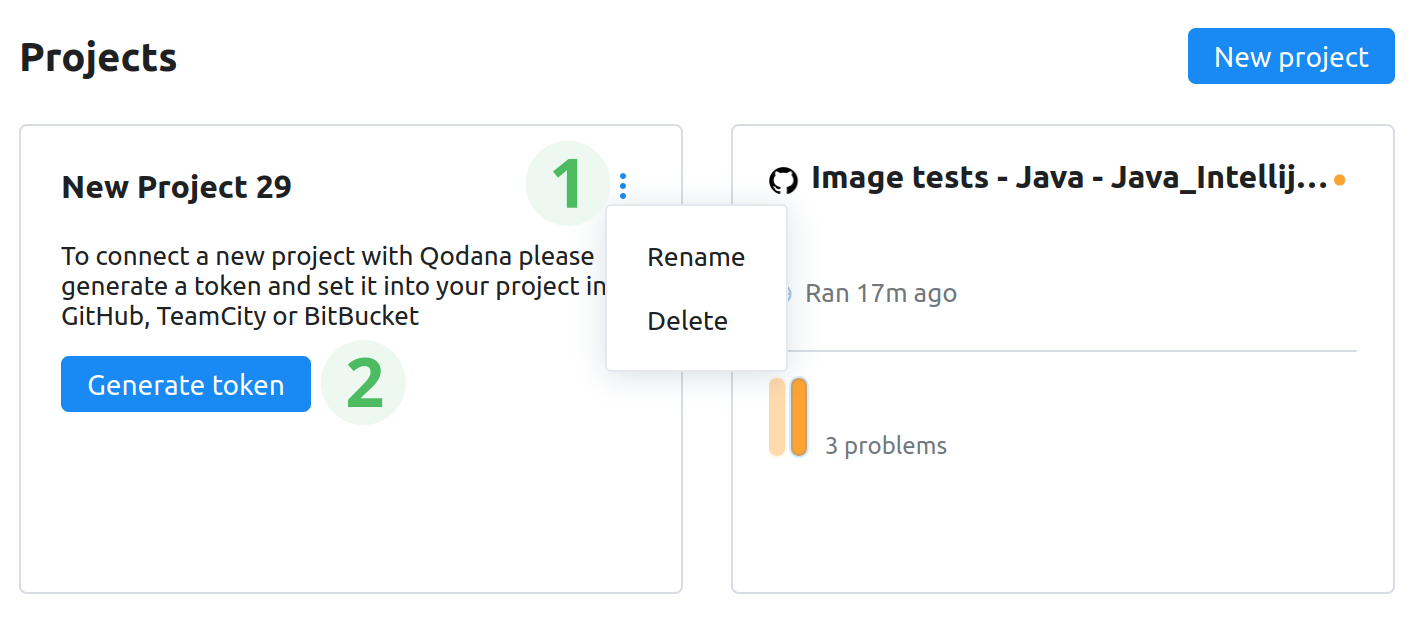 Projects
New project
New Project 29
1
To connect a new project with Qodana please
generate a token and set it into your project in
GitHub, TeamCity or BitBucket
Generate token
2
Rename
Delete
Image tests - Java - Java_Intellij...
Ran 17m ago
3 problems